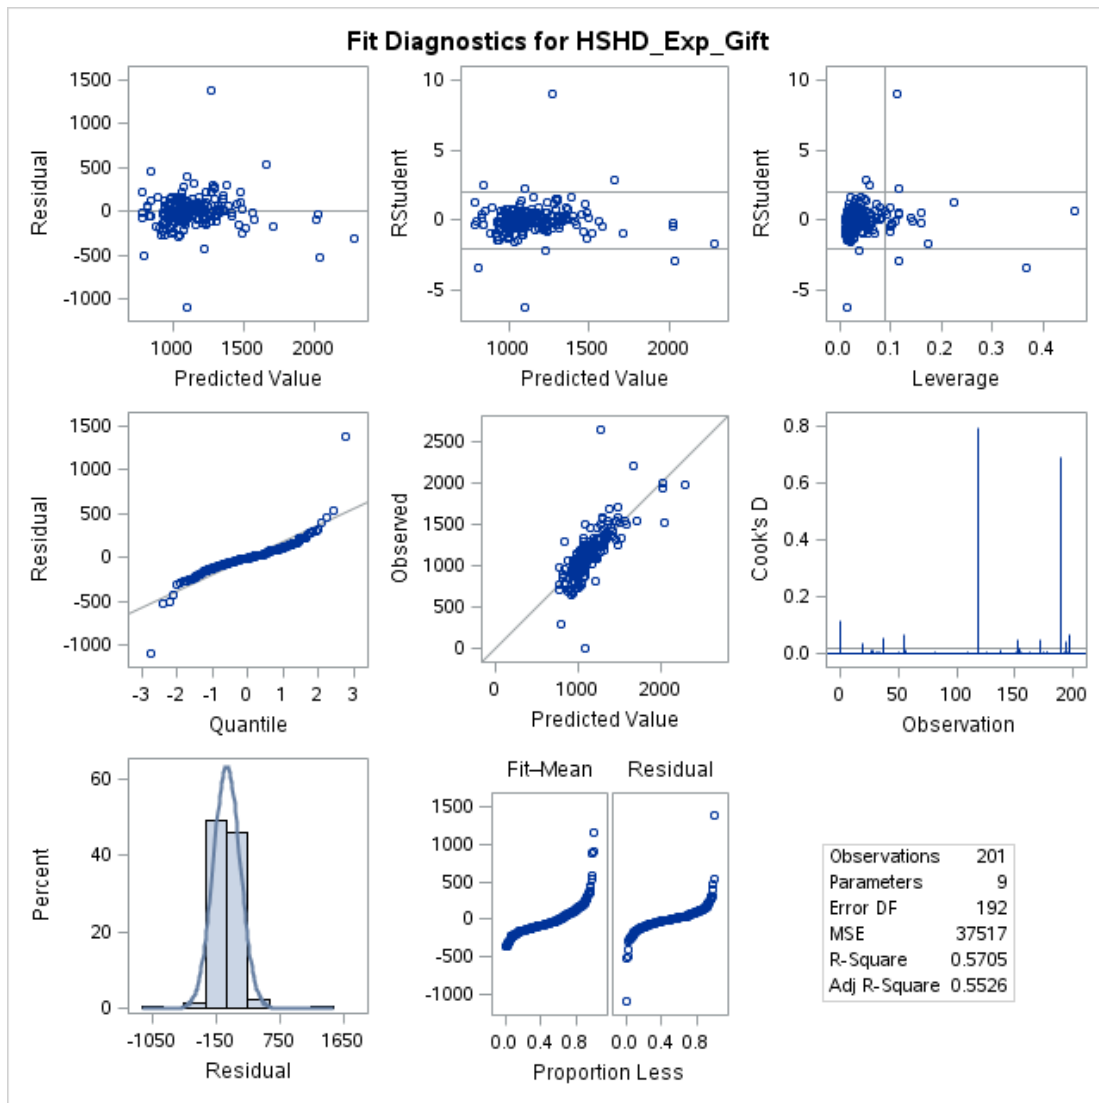 Fit Diagnostics for HSHD_Exp_Gift
1500
1000
500
0
-500
-1000
Residual
1000 1500 2000
Predicted Value
10
5
0
-5
RStudent
1000 1500 2000
Predicted Value
10
5
0
-5
RStudent
0.0 0.1 0.2 0.3 0.4
Leverage
1500
1000
500
0
-500
-1000
Residual
-3 -2 -1 0 1 2 3
Quantile
2500
2000
1500
1000
500
0
Observed
0 1000 2000
Predicted Value
0.8
0.6
0.4
0.2
0.0
Cook's D
0 50 100 150 200
Observation
60
40
20
0
Percent
-1050 -150 750 1650
Residual
Fit–Mean Residual
1500
1000
500
0
-500
-1000
0.0 0.4 0.8 0.0 0.4 0.8
Proportion Less
Observations 201
Parameters 9
Error DF 192
MSE 37517
R-Square 0.5705
Adj R-Square 0.5526